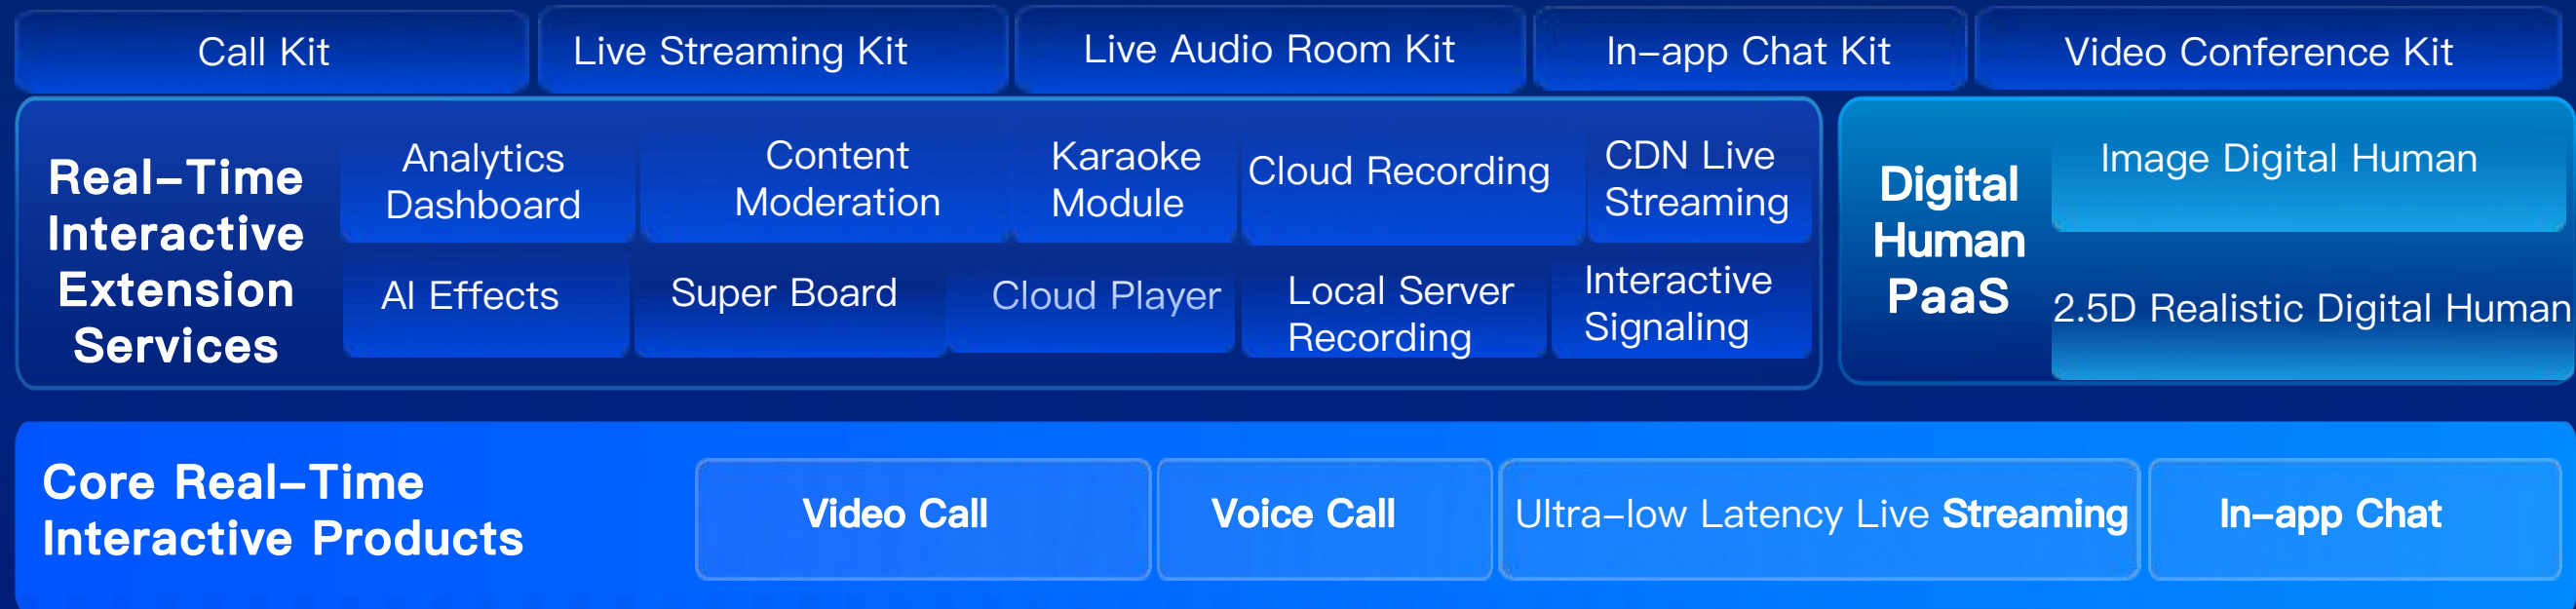 Call Kit
Live Streaming Kit
Live Audio Room Kit
In-app Chat Kit
Video Conference Kit
Real-Time
Interactive
Extension
Services
Analytics
Dashboard
Content
Moderation
Karaoke
Module
Cloud Recording
CDN Live
Streaming
AI Effects
Super Board
Cloud Player
Local Server
Recording
Interactive
Signaling
Digital
Human
PaaS
Image Digital Human
2.5D Realistic Digital Human
Core Real-Time
Interactive Products
Video Call
Voice Call
Ultra-low Latency Live Streaming
In-app Chat